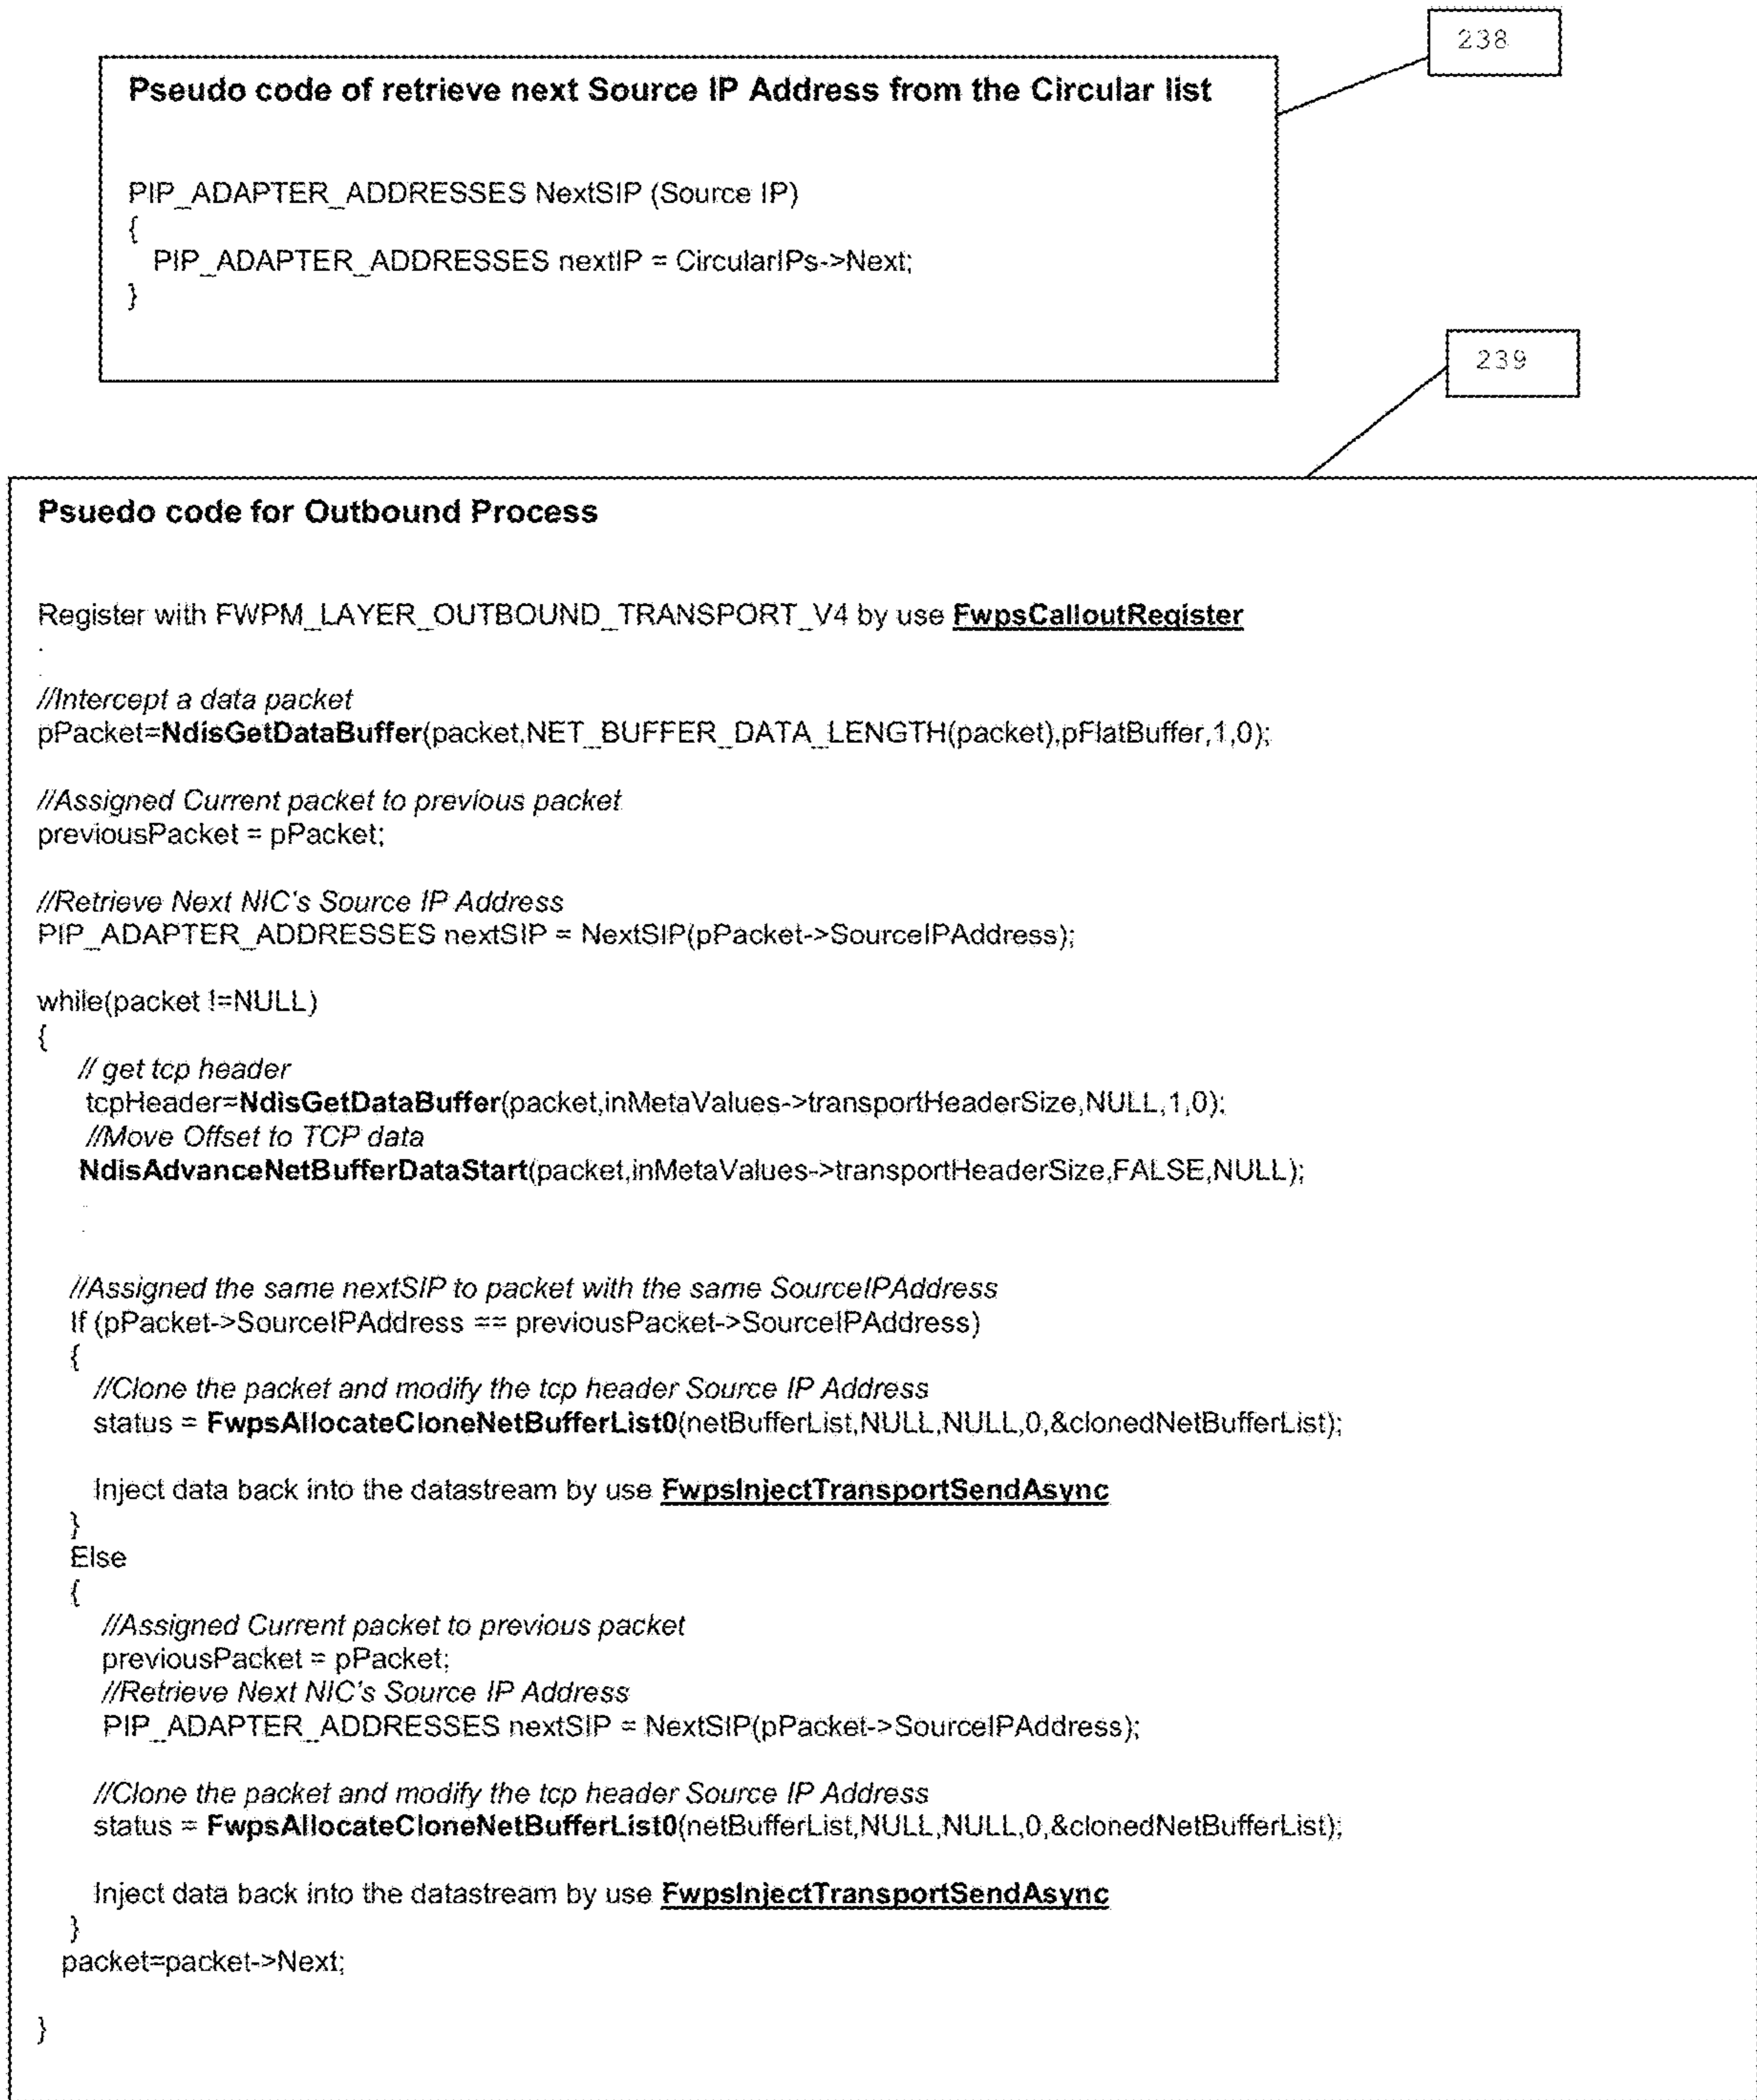 238
Pseudo code of retrieve next Source IP Address from the Circular list
PIP_ADAPTER_ADDRESSES NextSIP (Source IP)
{
PIP_ADAPTER_ADDRESSES nextIP = CircularIPs->Next;
}
239
Psuedo code for Outbound Process
Register with FWPM_LAYER_OUTBOUND_TRANSPORT_V4 by use FwpsCalloutRegister
.
.
//Intercept a data packet
pPacket=NdisGetDataBuffer(packet,NET_BUFFER_DATA_LENGTH(packet),pFlatBuffer,1,0);
//Assigned Current packet to previous packet
previousPacket = pPacket;
//Retrieve Next NIC's Source IP Address
PIP_ADAPTER_ADDRESSES nextSIP = NextSIP(pPacket->SourceIPAddress);
while(packet !=NULL)
{
// get tcp header
tcpHeader=NdisGetDataBuffer(packet,inMetaValues->transportHeaderSize,NULL,1,0);
//Move Offset to TCP data
NdisAdvanceNetBufferDataStart(packet,inMetaValues->transportHeaderSize,FALSE,NULL);
.
.
//Assigned the same nextSIP to packet with the same SourceIPAddress
If (pPacket->SourceIPAddress == previousPacket->SourceIPAddress)
{
//Clone the packet and modify the tcp header Source IP Address
status = FwpsAllocateCloneNetBufferList0(netBufferList,NULL,NULL,0,&clonedNetBufferList);
Inject data back into the datastream by use FwpsInjectTransportSendAsync
}
Else
{
//Assigned Current packet to previous packet
previousPacket = pPacket;
//Retrieve Next NIC's Source IP Address
PIP_ADAPTER_ADDRESSES nextSIP = NextSIP(pPacket->SourceIPAddress);
//Clone the packet and modify the tcp header Source IP Address
status = FwpsAllocateCloneNetBufferList0(netBufferList,NULL,NULL,0,&clonedNetBufferList);
Inject data back into the datastream by use FwpsInjectTransportSendAsync
}
packet=packet->Next;
}